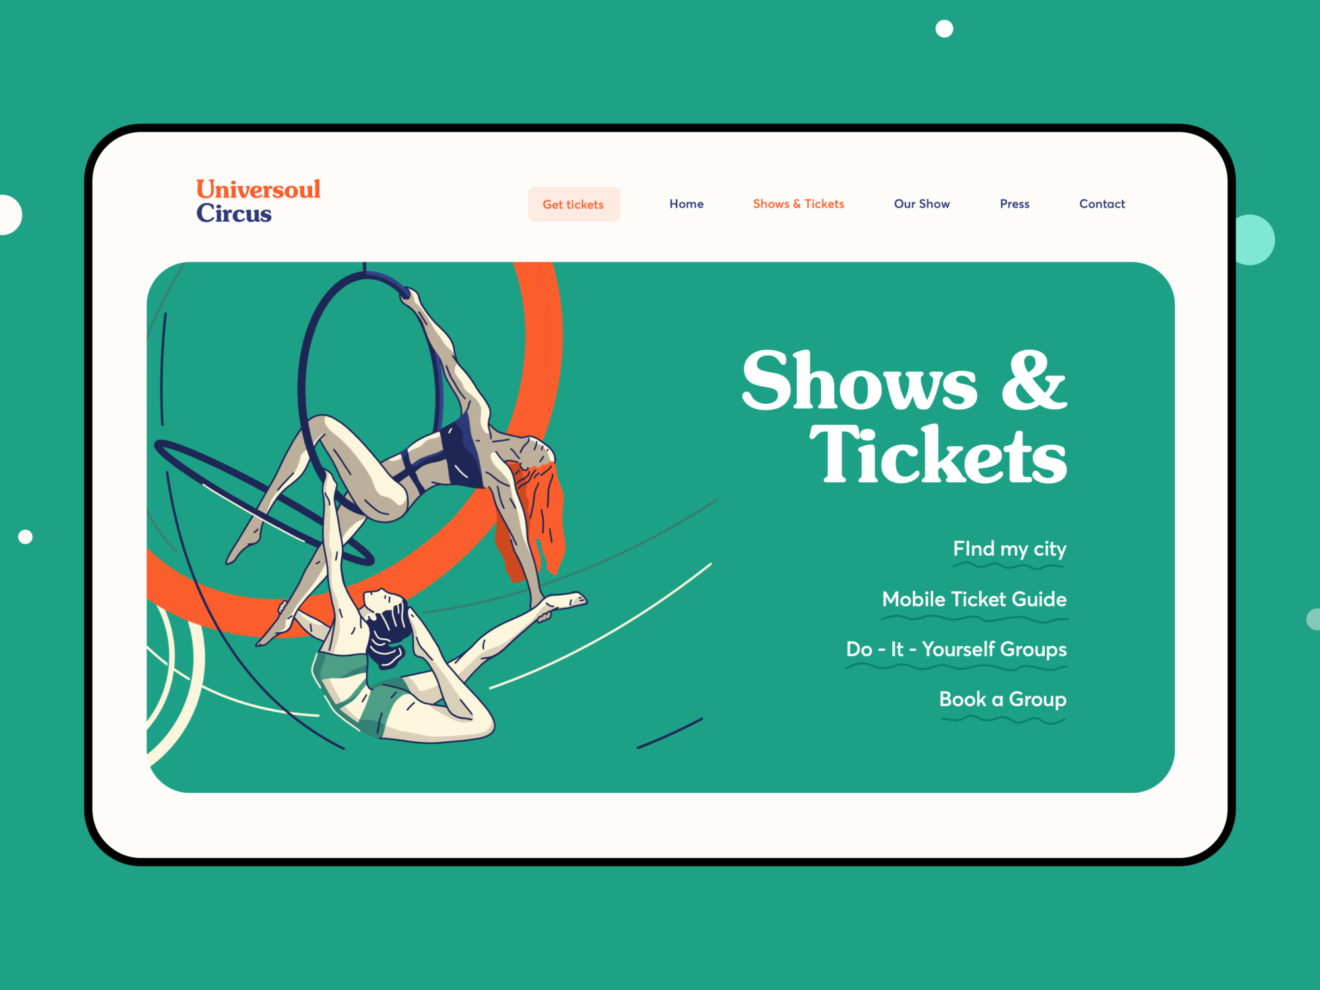 Universoul
Circus
Get tickets
Home
Shows & Tickets
Our Show
Press
Contact
Shows &
Tickets
FInd my city
Mobile Ticket Guide
Do - It - Yourself Groups
Book a Group